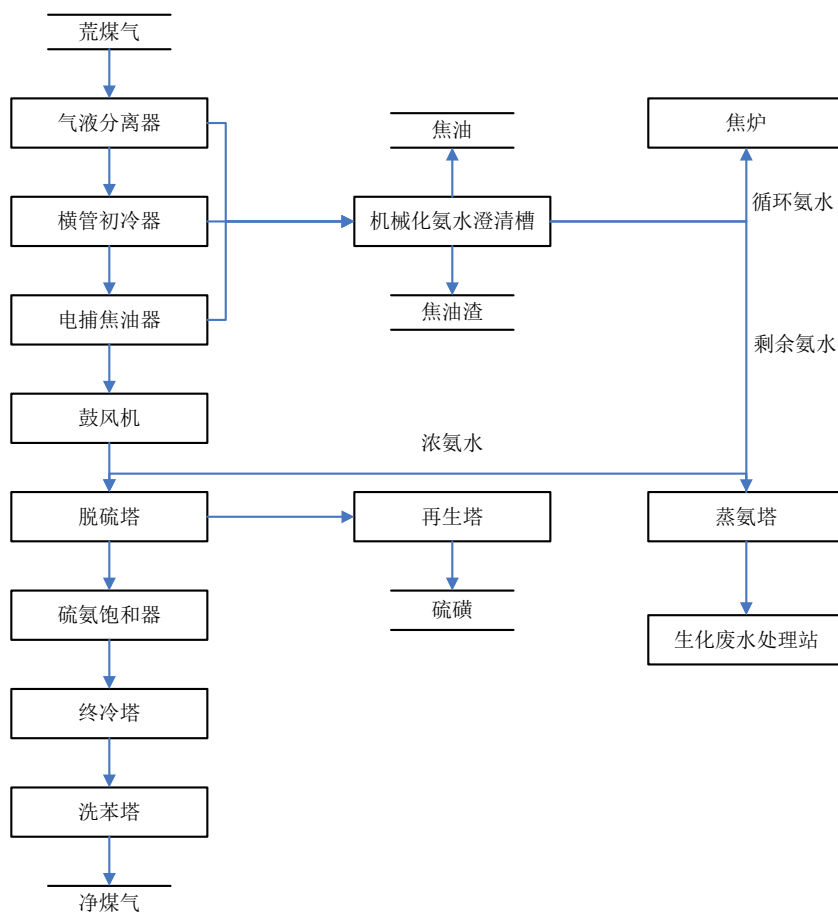 荒煤气
气液分离器
焦油
焦炉
横管初冷器
机械化氨水澄清槽
循环氨水
电捕焦油器
焦油渣
剩余氨水
鼓风机
浓氨水
脱硫塔
再生塔
蒸氨塔
硫氨饱和器
硫磺
生化废水处理站
终冷塔
洗苯塔
净煤气